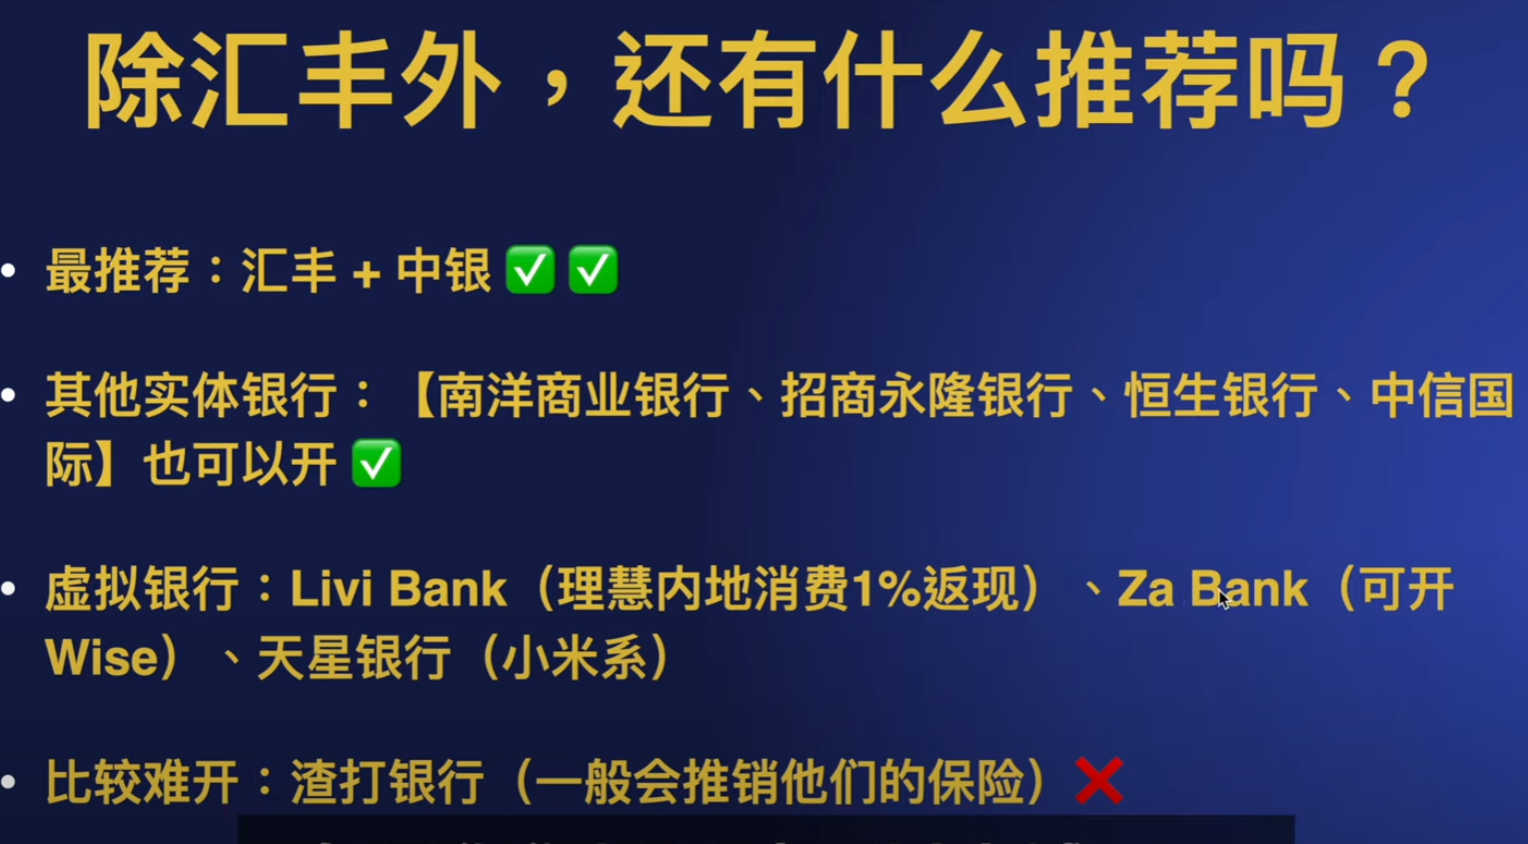 除汇丰外，还有什么推荐吗？
• 最推荐：汇丰 + 中银 ✅ ✅
• 其他实体银行：【南洋商业银行、招商永隆银行、恒生银行、中信国
际】也可以开 ✅
• 虚拟银行：Livi Bank（理慧内地消费1%返现）、Za Bank（可开
Wise）、天星银行（小米系）
• 比较难开：渣打银行（一般会推销他们的保险）❌